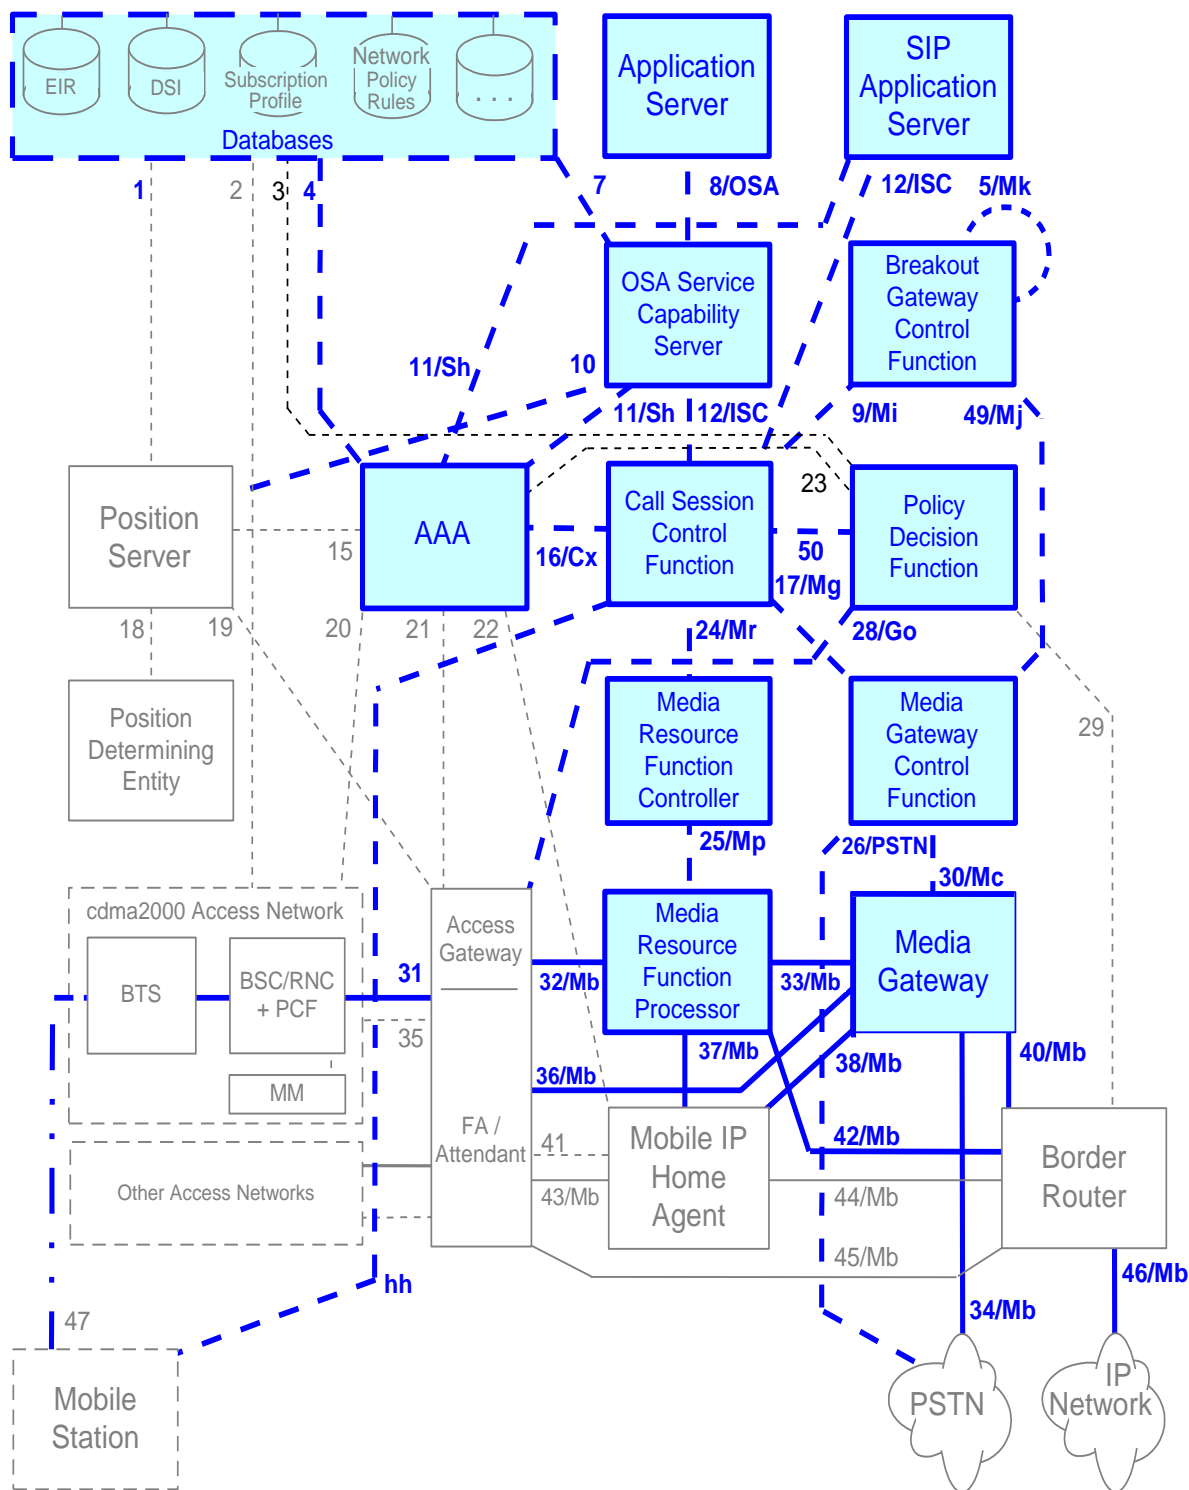 EIR
DSI
Subscription
Profile
Network
Policy
Rules
. . .
Databases
Application
Server
SIP
Application
Server
1
2
3
4
7
8/OSA
12/ISC
5/Mk
OSA Service
Capability
Server
Breakout
Gateway
Control
Function
11/Sh
10
11/Sh
12/ISC
9/Mi
49/Mj
Position
Server
15
AAA
16/Cx
Call Session
Control
Function
23
50
17/Mg
Policy
Decision
Function
18
19
20
21
22
24/Mr
28/Go
Position
Determining
Entity
Media
Resource
Function
Controller
Media
Gateway
Control
Function
29
25/Mp
26/PSTN
30/Mc
cdma2000 Access Network
BTS
BSC/RNC
+ PCF
MM
31
35
Access
Gateway
FA /
Attendant
32/Mb
Media
Resource
Function
Processor
33/Mb
Media
Gateway
36/Mb
37/Mb
38/Mb
40/Mb
Other Access Networks
41
43/Mb
Mobile IP
Home
Agent
42/Mb
44/Mb
45/Mb
Border
Router
hh
46/Mb
34/Mb
47
Mobile
Station
PSTN
IP
Network